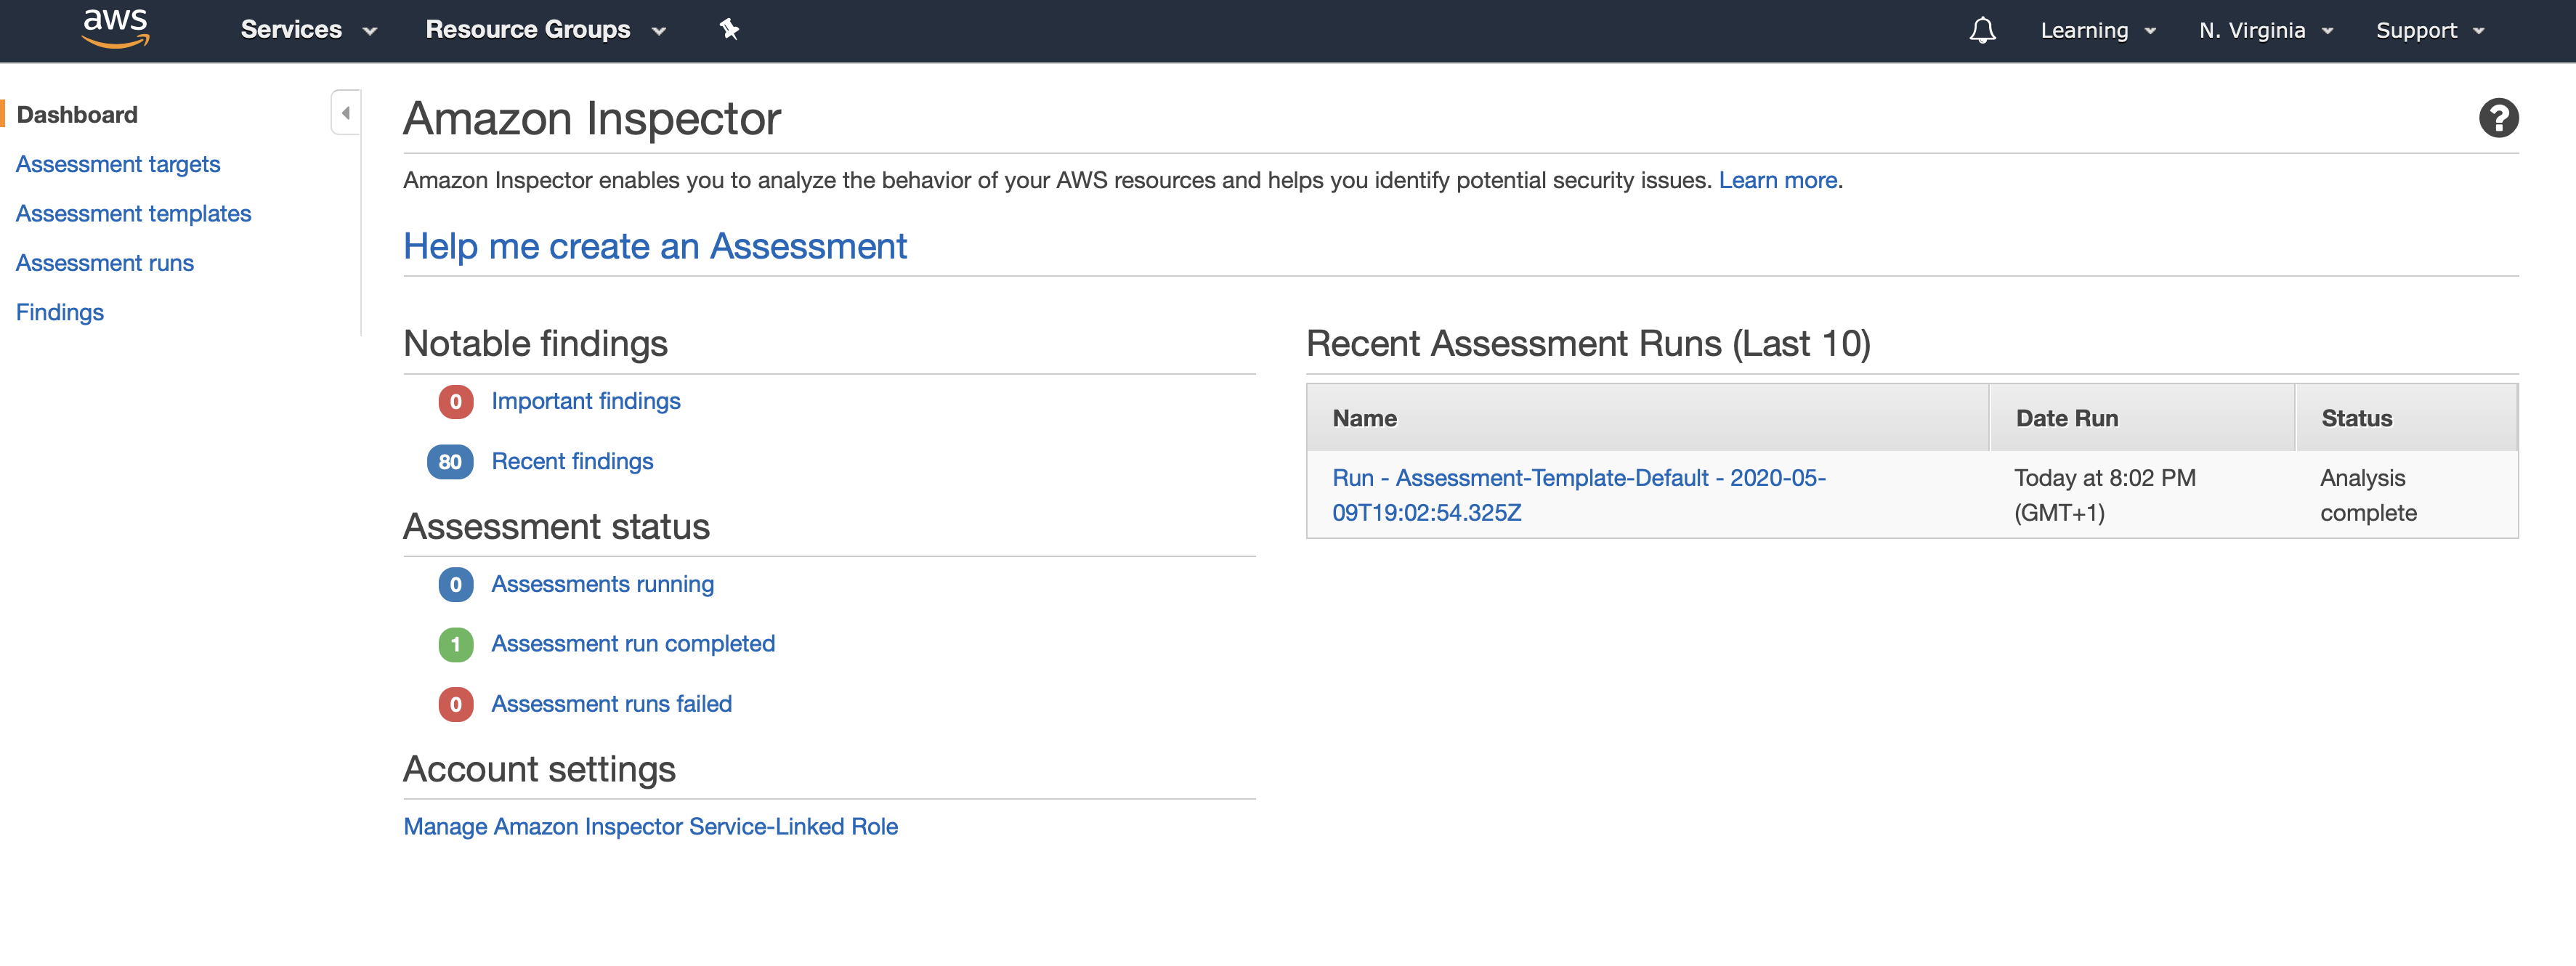 aws
Services
Resource Groups
Learning
N. Virginia
Support
Dashboard
Assessment targets
Assessment templates
Assessment runs
Findings
Amazon Inspector
?
Amazon Inspector enables you to analyze the behavior of your AWS resources and helps you identify potential security issues. Learn more.
Help me create an Assessment
Notable findings
0 Important findings
80 Recent findings
Assessment status
0 Assessments running
1 Assessment run completed
0 Assessment runs failed
Account settings
Manage Amazon Inspector Service-Linked Role
Recent Assessment Runs (Last 10)
Name
Date Run
Status
Run - Assessment-Template-Default - 2020-05-
09T19:02:54.325Z
Today at 8:02 PM
(GMT+1)
Analysis
complete